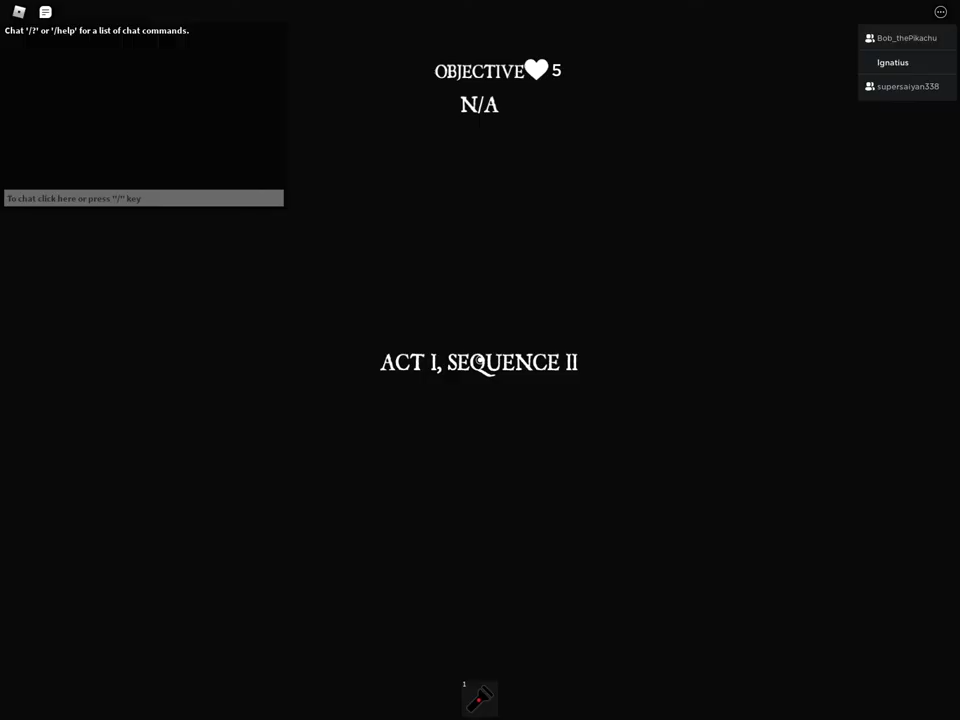 Chat '/?' or '/help' for a list of chat commands.
To chat click here or press "/" key
OBJECTIVE 5
N/A
Bob_thePikachu
Ignatius
supersaiyan338
ACT I, SEQUENCE II
1